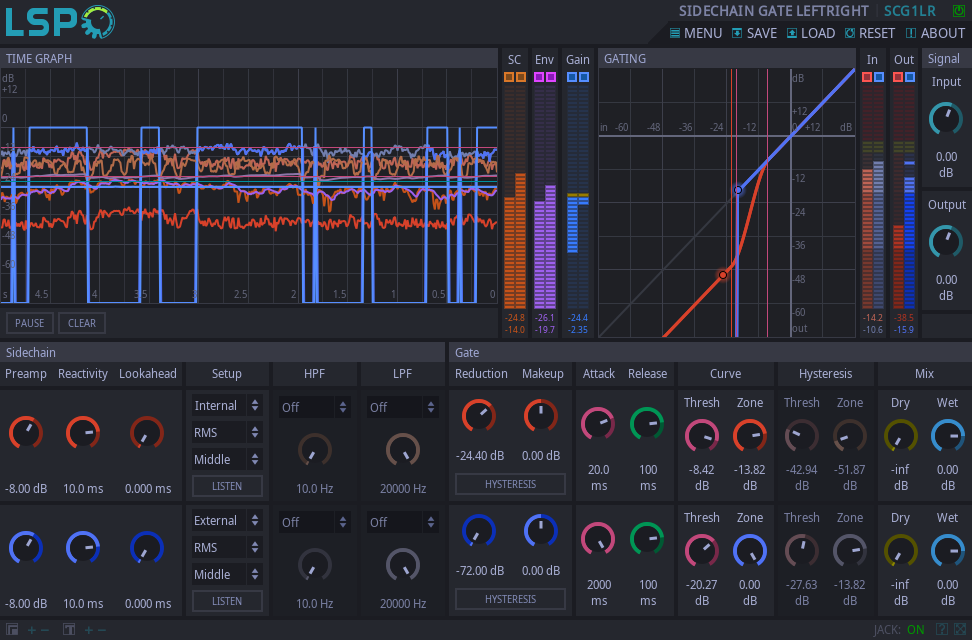 LSP
SIDECHAIN GATE LEFTRIGHT SCG1LR
MENU SAVE LOAD RESET ABOUT
TIME GRAPH
SC Env Gain
GATING
In Out
Signal
dB
+12
0
s 4.5 4 3.5 3 2.5 2 1.5 1 0.5 0
-24.8 -26.1 -24.4
-14.0 -19.7 -2.35
dB
+12
in -60 -48 -36 -24 -12 0 +12 dB
-12
-24
-36
-48
-60
out
-14.2 -38.5
-10.6 -15.9
Input
0.00
dB
Output
0.00
dB
PAUSE CLEAR
Sidechain
Gate
Preamp Reactivity Lookahead Setup HPF LPF Reduction Makeup Attack Release Curve Hysteresis Mix
Internal Off Off
RMS
Middle
LISTEN
-8.00 dB 10.0 ms 0.000 ms
10.0 Hz 20000 Hz
-24.40 dB 0.00 dB
HYSTERESIS
20.0 ms 100 ms
Thresh Zone Thresh Zone Dry Wet
-8.42 dB -13.82 dB -42.94 dB -51.87 dB -inf dB 0.00 dB
External Off Off
RMS
Middle
LISTEN
-8.00 dB 10.0 ms 0.000 ms
10.0 Hz 20000 Hz
-72.00 dB 0.00 dB
HYSTERESIS
2000 ms 100 ms
Thresh Zone Thresh Zone Dry Wet
-20.27 dB 0.00 dB -27.63 dB -13.82 dB -inf dB 0.00 dB
JACK: ON